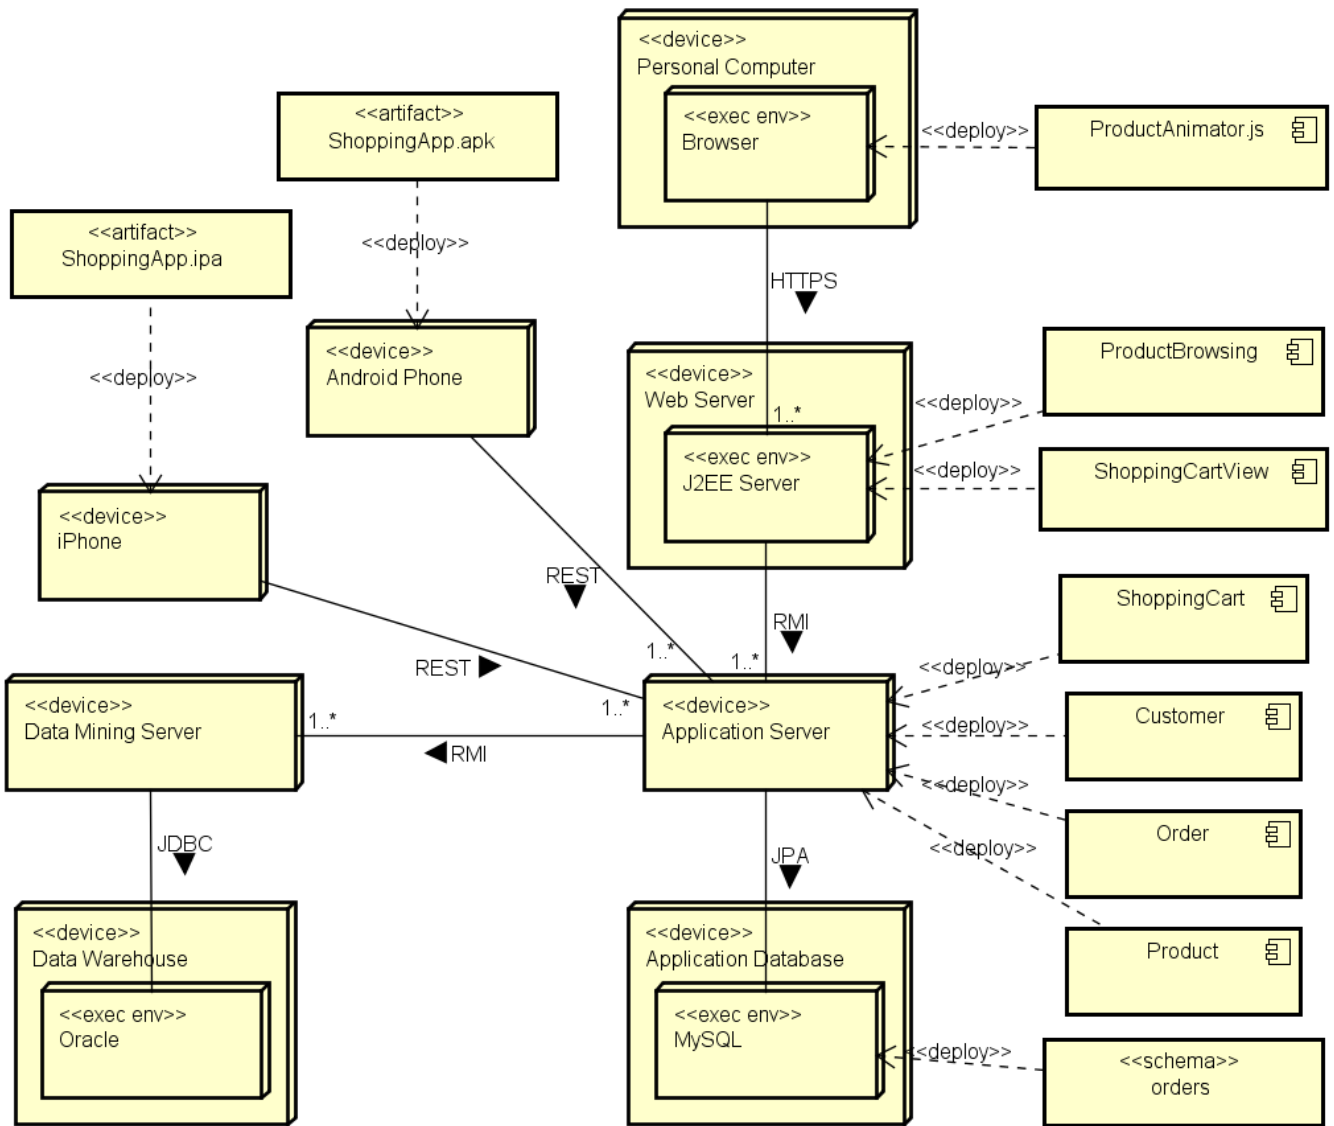 <<device>>
Personal Computer
<<exec env>>
Browser
<<deploy>>
ProductAnimator.js
<<artifact>>
ShoppingApp.apk
<<deploy>>
<<artifact>>
ShoppingApp.ipa
<<deploy>>
HTTPS
<<device>>
Android Phone
<<device>>
Web Server
1..*
<<exec env>>
J2EE Server
<<deploy>>
ProductBrowsing
<<deploy>>
ShoppingCartView
<<device>>
iPhone
REST
REST
RMI
1..*
1..*
1..*
<<deploy>>
ShoppingCart
<<device>>
Data Mining Server
1..*
RMI
<<device>>
Application Server
<<deploy>>
Customer
<<deploy>>
Order
<<deploy>>
Product
JDBC
JPA
<<device>>
Data Warehouse
<<exec env>>
Oracle
<<device>>
Application Database
<<exec env>>
MySQL
<<deploy>>
<<schema>>
orders